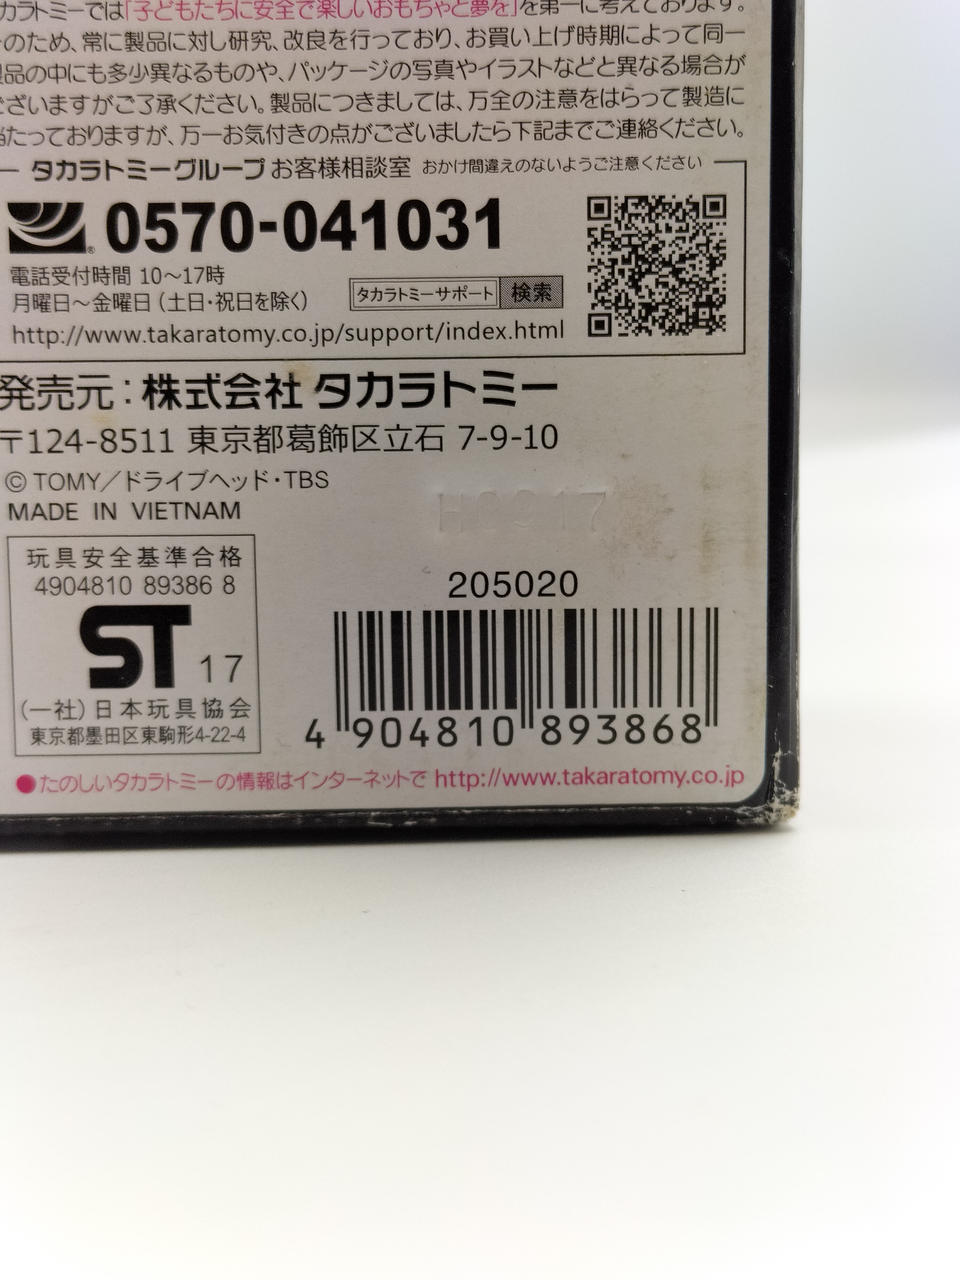 カラトミーでは「子どもたちに安全で楽しいおもちゃと夢を」を第一に考えております。
のため、常に製品に対し研究、改良を行っており、お買い上げ時期によって同一
品の中にも多少異なるものや、パッケージの写真やイラストなどと異なる場合が
ございますがご了承ください。製品につきましては、万全の注意をはらって製造に
当たっておりますが、万一お気付きの点がございましたら下記までご連絡ください。
タカラトミーグループ お客様相談室 おかけ間違えのないようご注意ください
® 0570-041031
電話受付時間 10〜17時
月曜日〜金曜日（土日・祝日を除く）
タカラトミーサポート 検索
http://www.takaratomy.co.jp/support/index.html
発売元：株式会社 タカラトミー
〒124-8511 東京都葛飾区立石 7-9-10
© TOMY／ドライブヘッド・TBS
MADE IN VIETNAM
H0917
玩具安全基準合格
4904810 89386 8
ST 17
(一社)日本玩具協会
東京都墨田区東駒形4-22-4
205020
4 904810 893868
●たのしいタカラトミーの情報はインターネットで http://www.takaratomy.co.jp